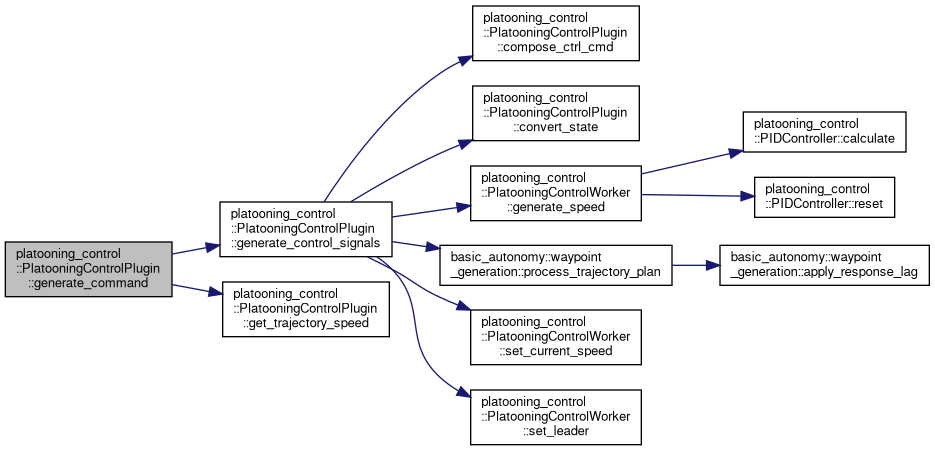 platooning_control
::PlatooningControlPlugin
::generate_command
platooning_control
::PlatooningControlPlugin
::generate_control_signals
platooning_control
::PlatooningControlPlugin
::get_trajectory_speed
platooning_control
::PlatooningControlPlugin
::compose_ctrl_cmd
platooning_control
::PlatooningControlPlugin
::convert_state
platooning_control
::PlatooningControlWorker
::generate_speed
basic_autonomy::waypoint
_generation::process_trajectory_plan
platooning_control
::PlatooningControlWorker
::set_current_speed
platooning_control
::PlatooningControlWorker
::set_leader
platooning_control
::PIDController::calculate
platooning_control
::PIDController::reset
basic_autonomy::waypoint
_generation::apply_response_lag